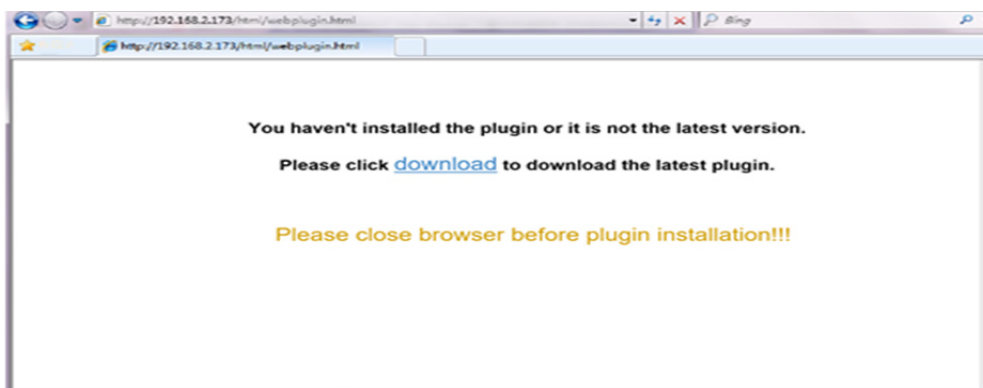 http://192.168.2.173/html/webplugin.html
Bing
http://192.168.2.173/html/webplugin.html
You haven't installed the plugin or it is not the latest version.
Please click download to download the latest plugin.
Please close browser before plugin installation!!!